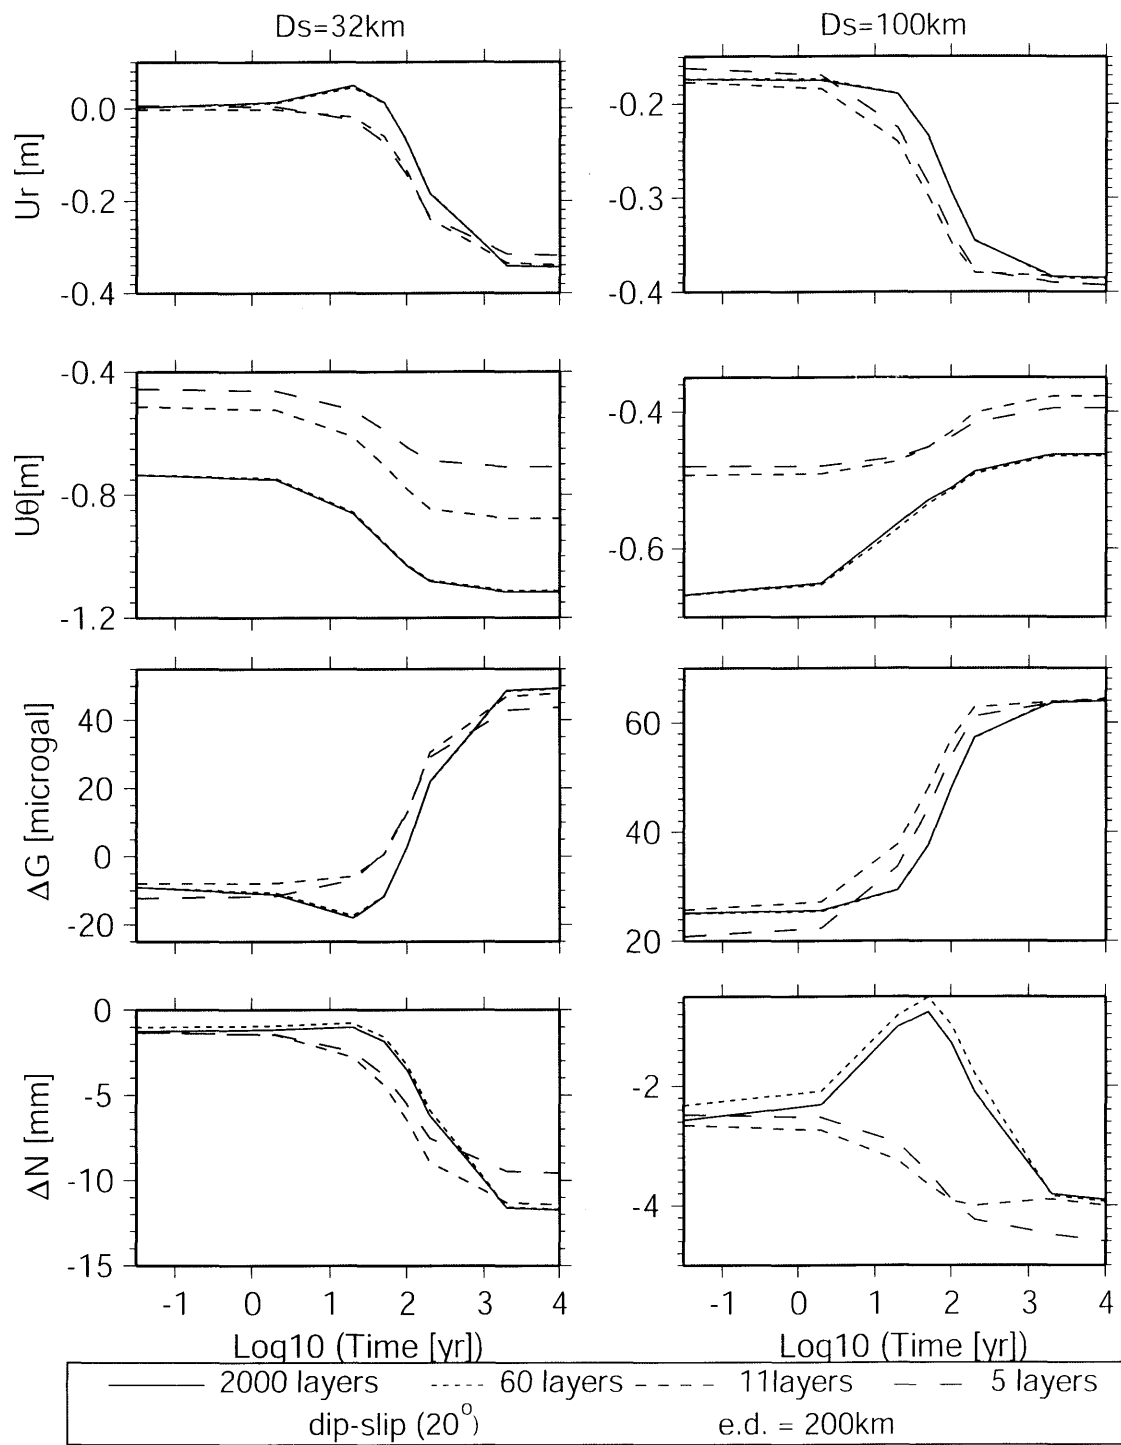 Ds=32km
Ds=100km
Ur [m]
0.0
-0.2
-0.4
-0.2
-0.3
-0.4
Uθ[m]
-0.4
-0.8
-1.2
-0.4
-0.6
ΔG [microgal]
40
20
0
-20
60
40
20
ΔN [mm]
0
-5
-10
-15
-2
-4
-1 0 1 2 3 4
-1 0 1 2 3 4
Log10 (Time [yr])
Log10 (Time [yr])
2000 layers 60 layers 11layers 5 layers
dip-slip (20°) e.d. = 200km